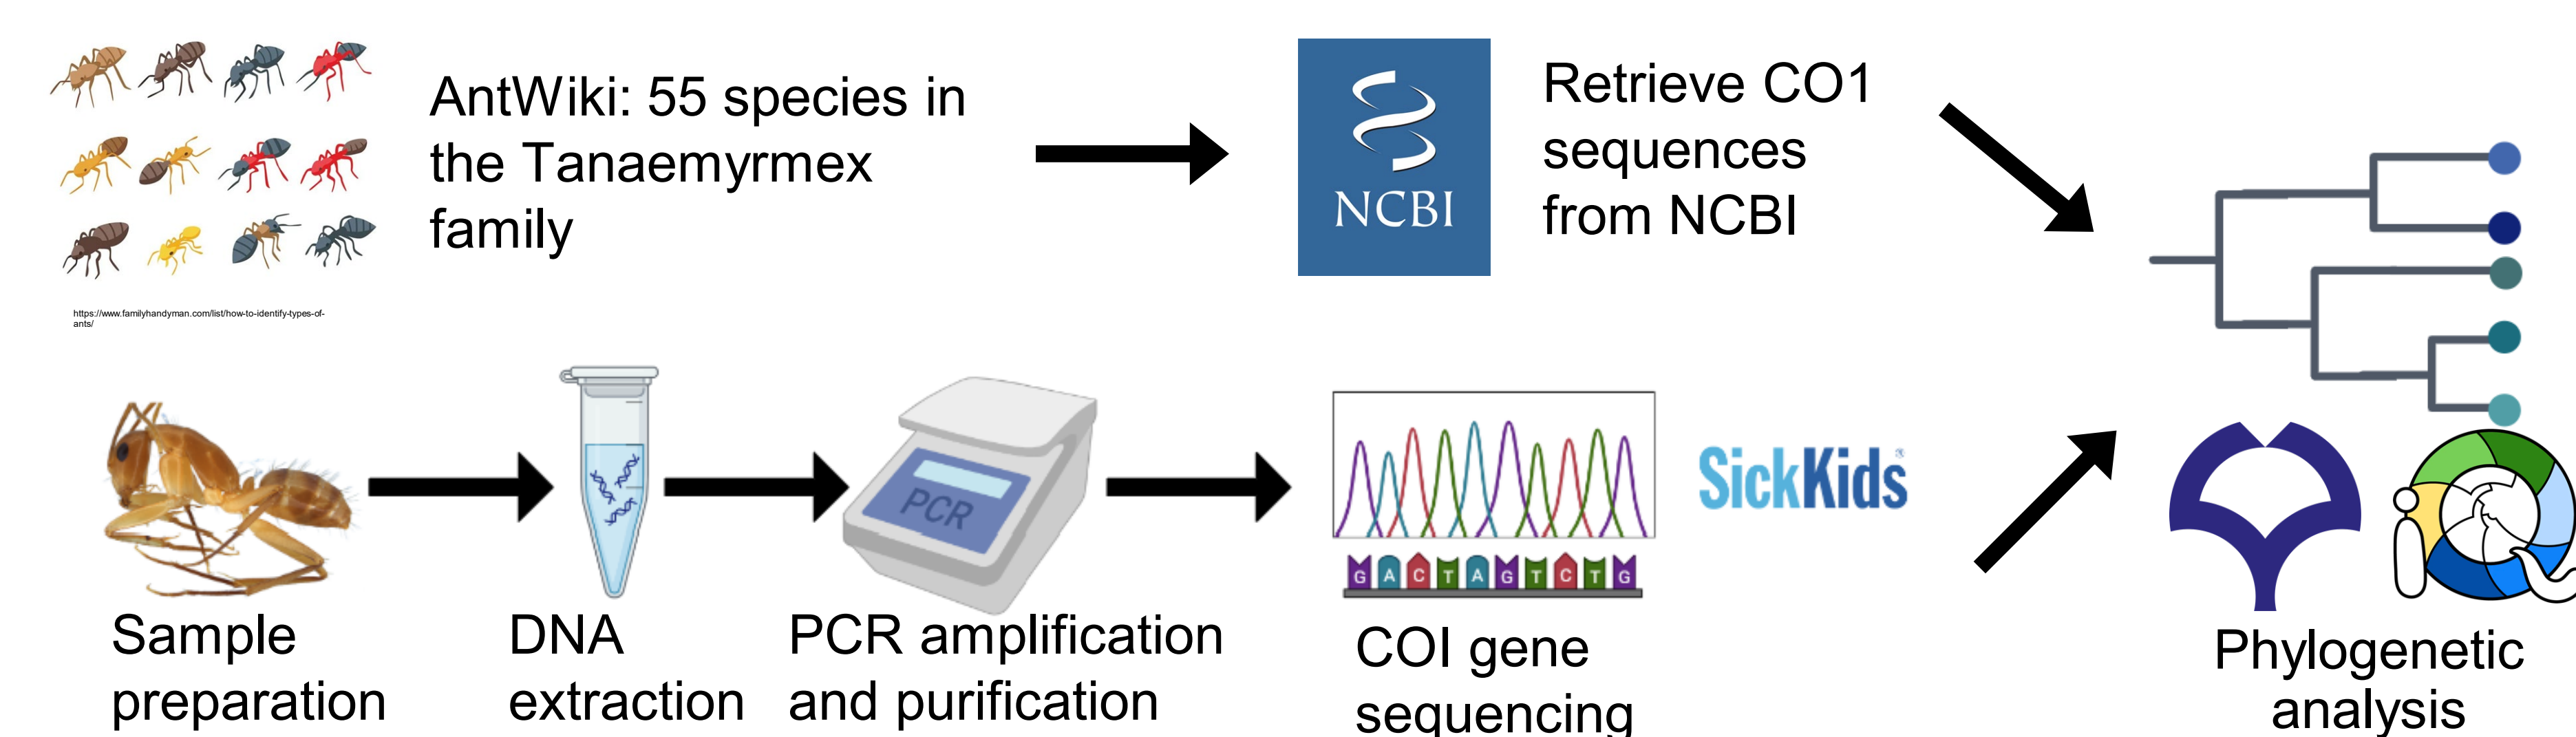 AntWiki: 55 species in
the Tanaemyrmex
family
https://www.familyhandyman.com/list/how-to-identify-types-of-
ants/
NCBI
Retrieve CO1
sequences
from NCBI
Sample
preparation
DNA
extraction
PCR
PCR amplification
and purification
G A C T A G T C T G
COI gene
sequencing
SickKids®
Phylogenetic
analysis